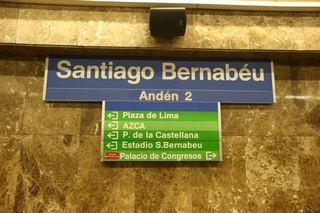 Santiago Bernabéu
Andén 2
Plaza de Lima
AZCA
P. de la Castellana
Estadio S.Bernabeu
Palacio de Congresos